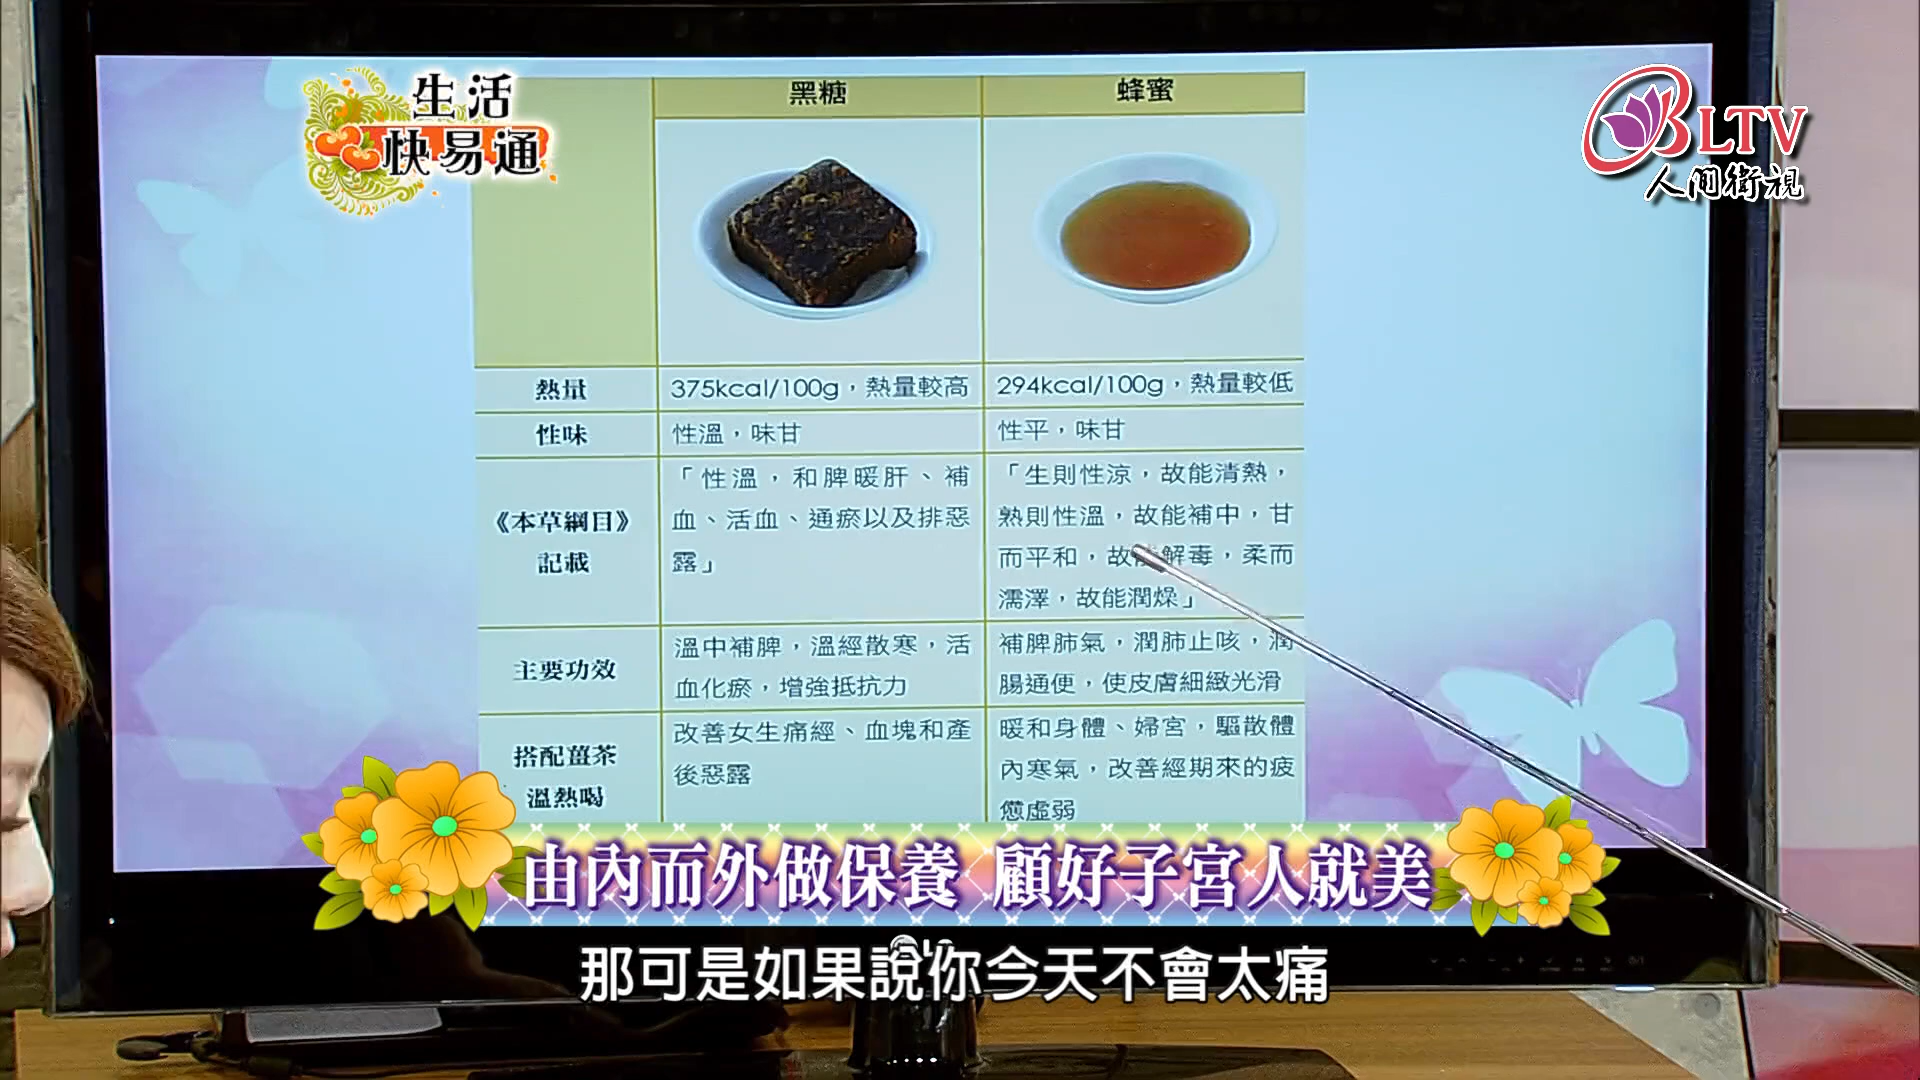 生活
快易通
BLTV
人間衛視
黑糖
蜂蜜
熱量
375kcal/100g，熱量較高
294kcal/100g，熱量較低
性味
性溫，味甘
性平，味甘
《本草綱目》
記載
「性溫，和脾暖肝、補
血、活血、通瘀以及排惡
露」
「生則性涼，故能清熱，
熟則性溫，故能補中，甘
而平和，故 解毒，柔而
濡澤，故能潤燥」
主要功效
溫中補脾，溫經散寒，活
血化瘀，增強抵抗力
補脾肺氣，潤肺止咳，潤
腸通便，使皮膚細緻光滑
搭配薑茶
溫熱喝
改善女生痛經、血塊和產
後惡露
暖和身體、婦宮，驅散體
內寒氣，改善經期來的疲
憊虛弱
由內而外做保養 顧好子宮人就美
那可是如果說你今天不會太痛